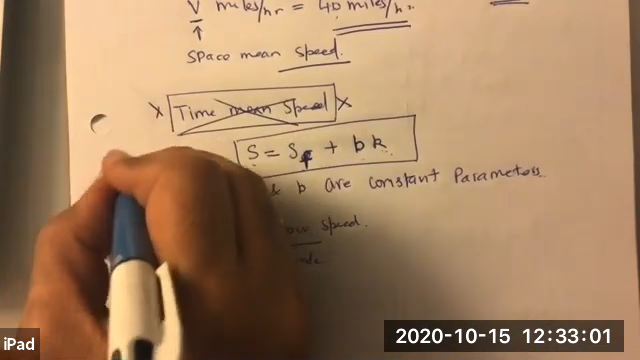 V miles/hr = 40 miles/hr.
↑
Space mean speed.
X Time mean Speed X
S = Sf + bk
& b are constant Parameters
Speed.
iPad
2020-10-15 12:33:01